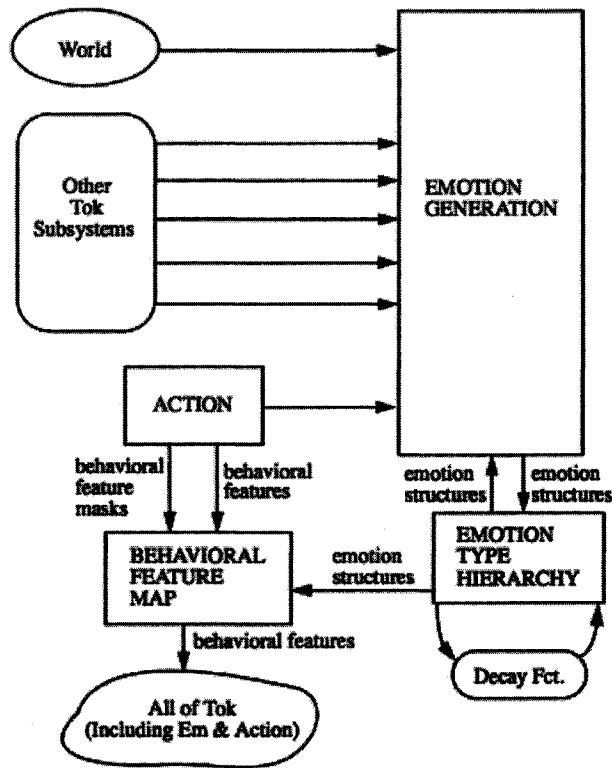 World
Other
Tok
Subsystems
EMOTION
GENERATION
ACTION
behavioral
feature
masks
behavioral
features
emotion
structures
emotion
structures
BEHAVIORAL
FEATURE
MAP
emotion
structures
EMOTION
TYPE
HIERARCHY
behavioral features
Decay Fct.
All of Tok
(Including Em & Action)